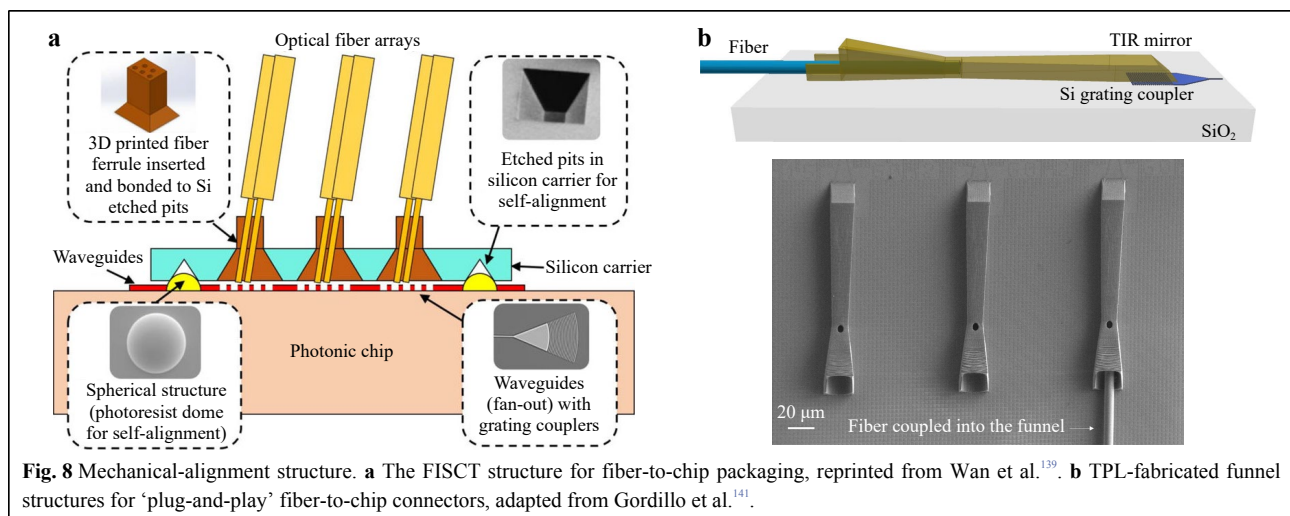 a
Optical fiber arrays
3D printed fiber
ferrule inserted
and bonded to Si
etched pits
Etched pits in
silicon carrier for
self-alignment
Waveguides
Silicon carrier
Photonic chip
Spherical structure
(photoresist dome
for self-alignment)
Waveguides
(fan-out) with
grating couplers
b
Fiber
TIR mirror
Si grating coupler
SiO₂
20 μm
Fiber coupled into the funnel
Fig. 8 Mechanical-alignment structure. a The FISCT structure for fiber-to-chip packaging, reprinted from Wan et al.¹³⁹. b TPL-fabricated funnel
structures for ‘plug-and-play’ fiber-to-chip connectors, adapted from Gordillo et al.¹⁴¹.